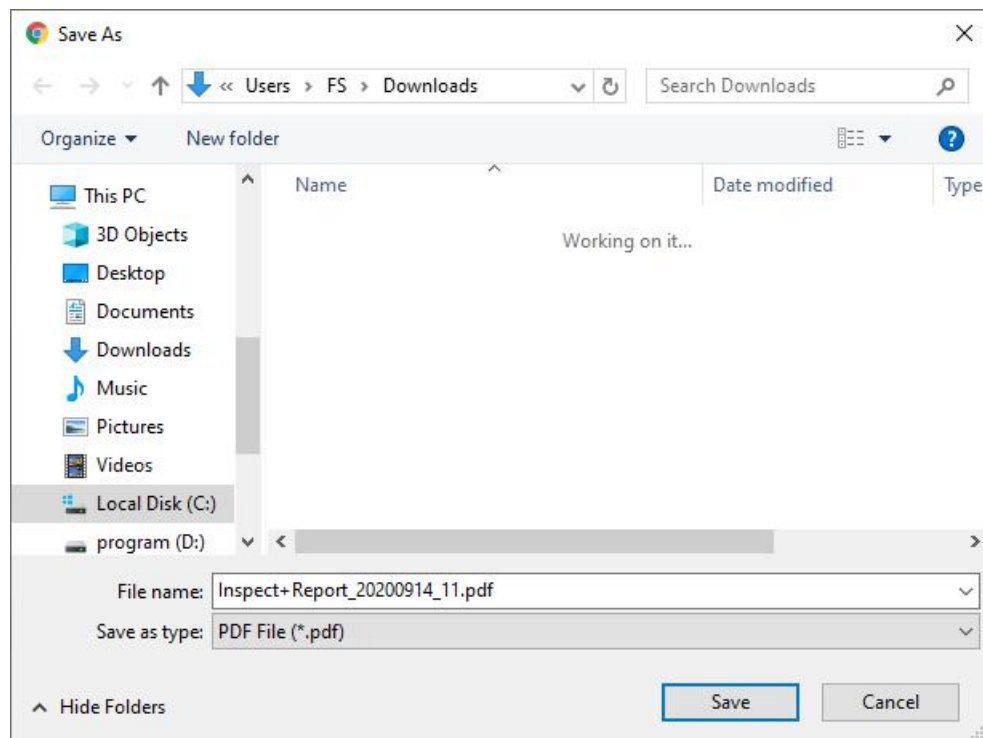 Save As
« Users › FS › Downloads
Search Downloads
Organize
New folder
Name
Date modified
Type
Working on it...
This PC
3D Objects
Desktop
Documents
Downloads
Music
Pictures
Videos
Local Disk (C:)
program (D:)
File name: Inspect+Report_20200914_11.pdf
Save as type: PDF File (*.pdf)
Hide Folders
Save
Cancel